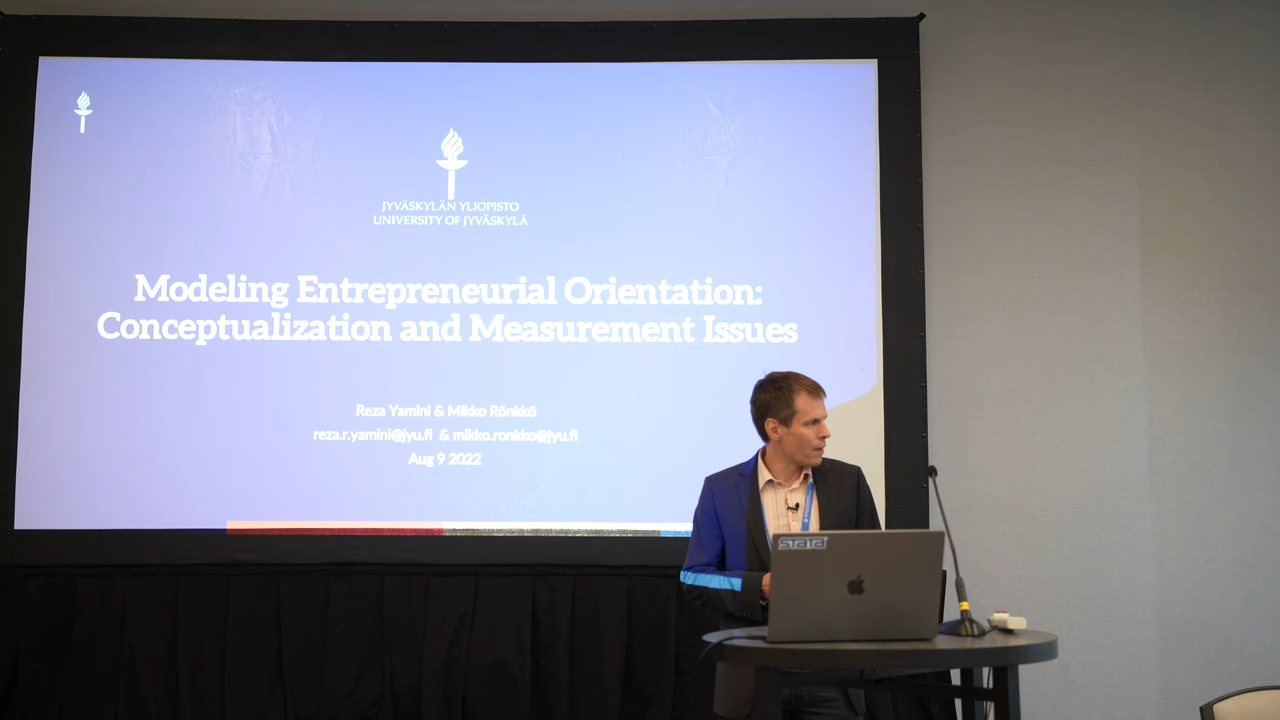 JYVÄSKYLÄN YLIOPISTO
UNIVERSITY OF JYVÄSKYLÄ
Modeling Entrepreneurial Orientation:
Conceptualization and Measurement Issues
Reza Yamini & Mikko Rönkkö
reza.r.yamini@jyu.fi & mikko.ronkko@jyu.fi
Aug 9 2022
STATA